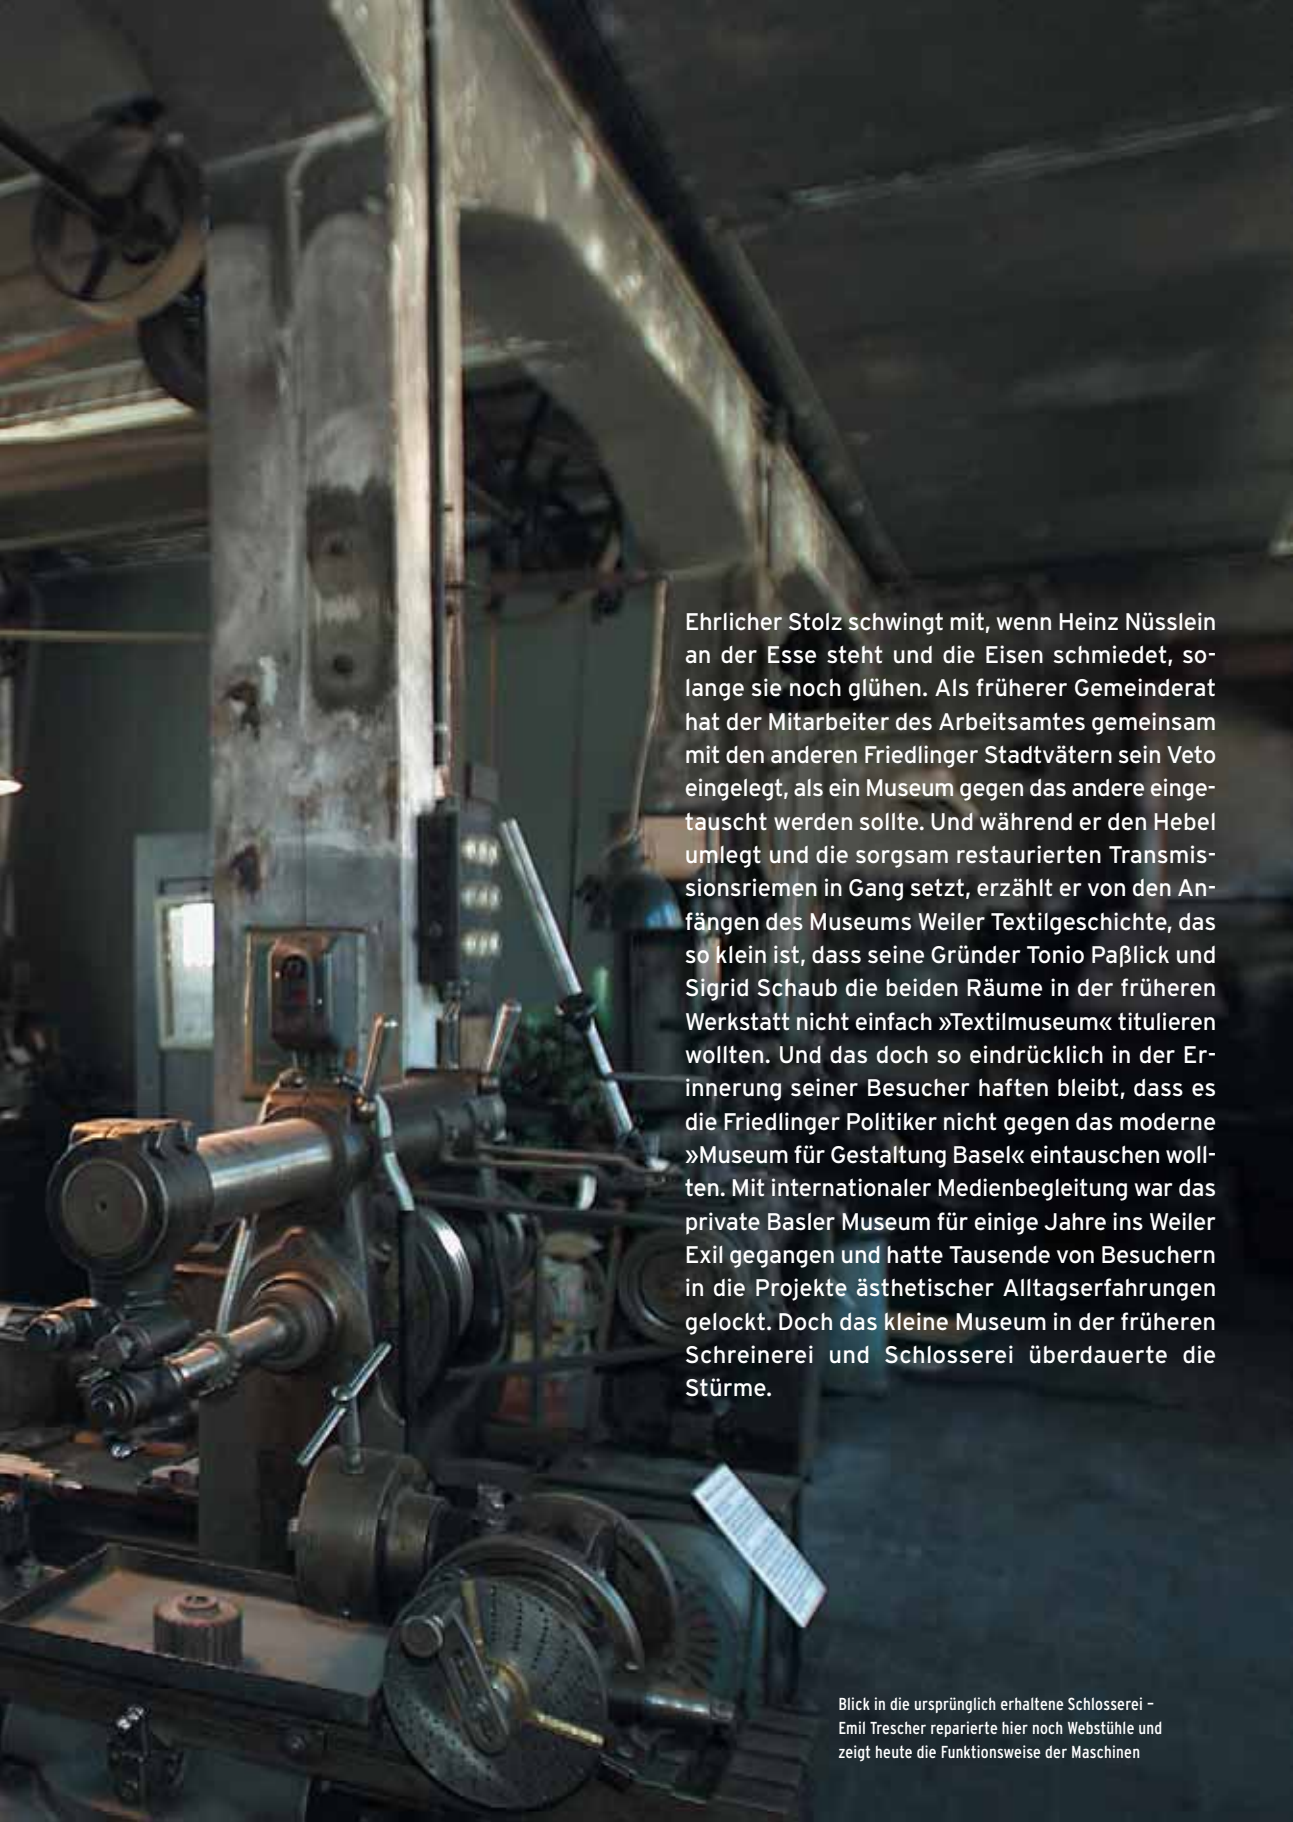 Ehrlicher Stolz schwingt mit, wenn Heinz Nüsslein
an der Esse steht und die Eisen schmiedet, so-
lange sie noch glühen. Als früherer Gemeinderat
hat der Mitarbeiter des Arbeitsamtes gemeinsam
mit den anderen Friedlinger Stadtvätern sein Veto
eingelegt, als ein Museum gegen das andere einge-
tauscht werden sollte. Und während er den Hebel
umlegt und die sorgsam restaurierten Transmis-
sionsriemen in Gang setzt, erzählt er von den An-
fängen des Museums Weiler Textilgeschichte, das
so klein ist, dass seine Gründer Tonio Paßlick und
Sigrid Schaub die beiden Räume in der früheren
Werkstatt nicht einfach »Textilmuseum« titulieren
wollten. Und das doch so eindrücklich in der Er-
innerung seiner Besucher haften bleibt, dass es
die Friedlinger Politiker nicht gegen das moderne
»Museum für Gestaltung Basel« eintauschen woll-
ten. Mit internationaler Medienbegleitung war das
private Basler Museum für einige Jahre ins Weiler
Exil gegangen und hatte Tausende von Besuchern
in die Projekte ästhetischer Alltagserfahrungen
gelockt. Doch das kleine Museum in der früheren
Schreinerei und Schlosserei überdauerte die
Stürme.
Blick in die ursprünglich erhaltene Schlosserei –
Emil Trescher reparierte hier noch Webstühle und
zeigt heute die Funktionsweise der Maschinen